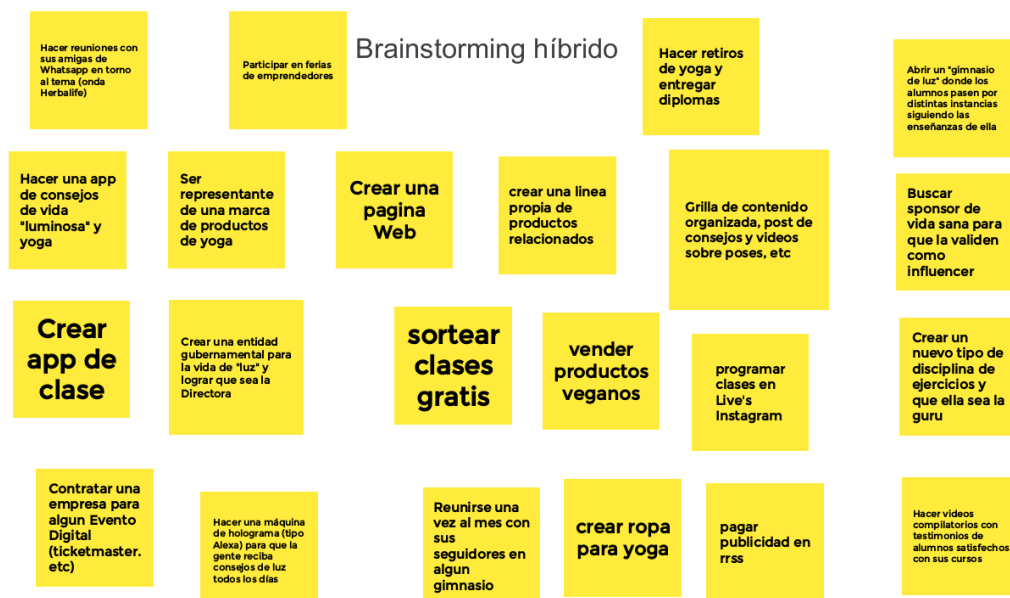 Brainstorming híbrido
Hacer reuniones con
sus amigas de
Whatsapp en torno
al tema (onda
Herbalife)
Participar en ferias
de emprendedores
Hacer retiros
de yoga y
entregar
diplomas
Abrir un "gimnasio
de luz" donde los
alumnos pasen por
distintas instancias
siguiendo las
enseñanzas de ella
Hacer una app
de consejos
de vida
"luminosa" y
yoga
Ser
representante
de una marca
de productos
de yoga
Crear una
pagina
Web
crear una linea
propia de
productos
relacionados
Grilla de contenido
organizada, post de
consejos y videos
sobre poses, etc
Buscar
sponsor de
vida sana para
que la validen
como
influencer
Crear
app de
clase
Crear una entidad
gubernamental para
la vida de "luz" y
lograr que sea la
Directora
sortear
clases
gratis
vender
productos
veganos
programar
clases en
Live's
Instagram
Crear un
nuevo tipo de
disciplina de
ejercicios y
que ella sea la
guru
Contratar una
empresa para
algun Evento
Digital
(ticketmaster.
etc)
Hacer una máquina
de holograma (tipo
Alexa) para que la
gente reciba
consejos de luz
todos los días
Reunirse una
vez al mes con
sus
seguidores en
algun
gimnasio
crear ropa
para yoga
pagar
publicidad en
rrss
Hacer videos
compilatorios con
testimonios de
alumnos satisfechos
con sus cursos